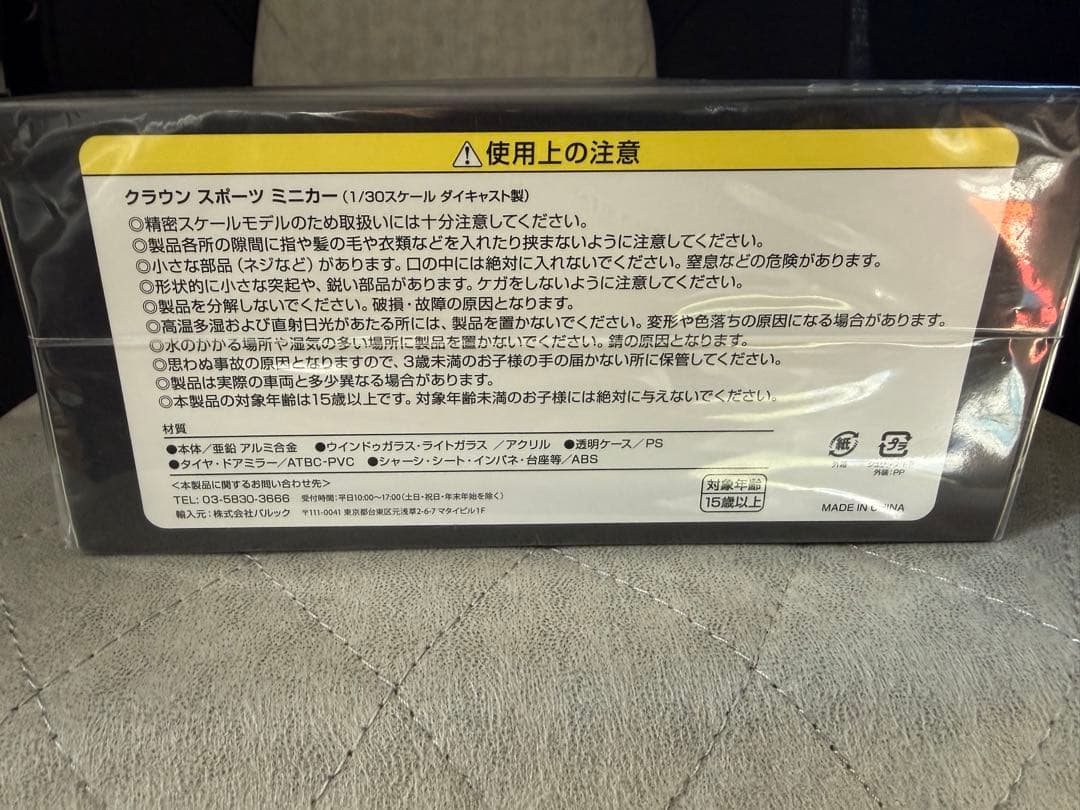 ⚠使用上の注意
クラウン スポーツ ミニカー(1/30スケール ダイキャスト製)
◎精密スケールモデルのため取扱いには十分注意してください。
◎製品各所の隙間に指や髪の毛や衣類などを入れたり挟まないように注意してください。
◎小さな部品(ネジなど)があります。口の中には絶対に入れないでください。窒息などの危険があります。
◎形状的に小さな突起や、鋭い部品があります。ケガをしないように注意してください。
◎製品を分解しないでください。破損・故障の原因となります。
◎高温多湿および直射日光があたる所には、製品を置かないでください。変形や色落ちの原因になる場合があります。
◎水のかかる場所や湿気の多い場所に製品を置かないでください。錆の原因となります。
◎思わぬ事故の原因となりますので、3歳未満のお子様の手の届かない所に保管してください。
◎製品は実際の車両と多少異なる場合があります。
◎本製品の対象年齢は15歳以上です。対象年齢未満のお子様には絶対に与えないでください。
材質
●本体/亜鉛 アルミ合金 ●ウインドゥガラス・ライトガラス /アクリル ●透明ケース/PS
●タイヤ・ドアミラー/ATBC-PVC ●シャーシ・シート・インパネ・台座等/ABS
紙
外箱
プラ
外装:PP
<本製品に関するお問い合わせ先>
TEL: 03-5830-3666 受付時間:平日10:00〜17:00(土日・祝日・年末年始を除く)
輸入元:株式会社バルック 〒111-0041 東京都台東区元浅草2-6-7 マタイビル1F
対象年齢
15歳以上
MADE IN CHINA